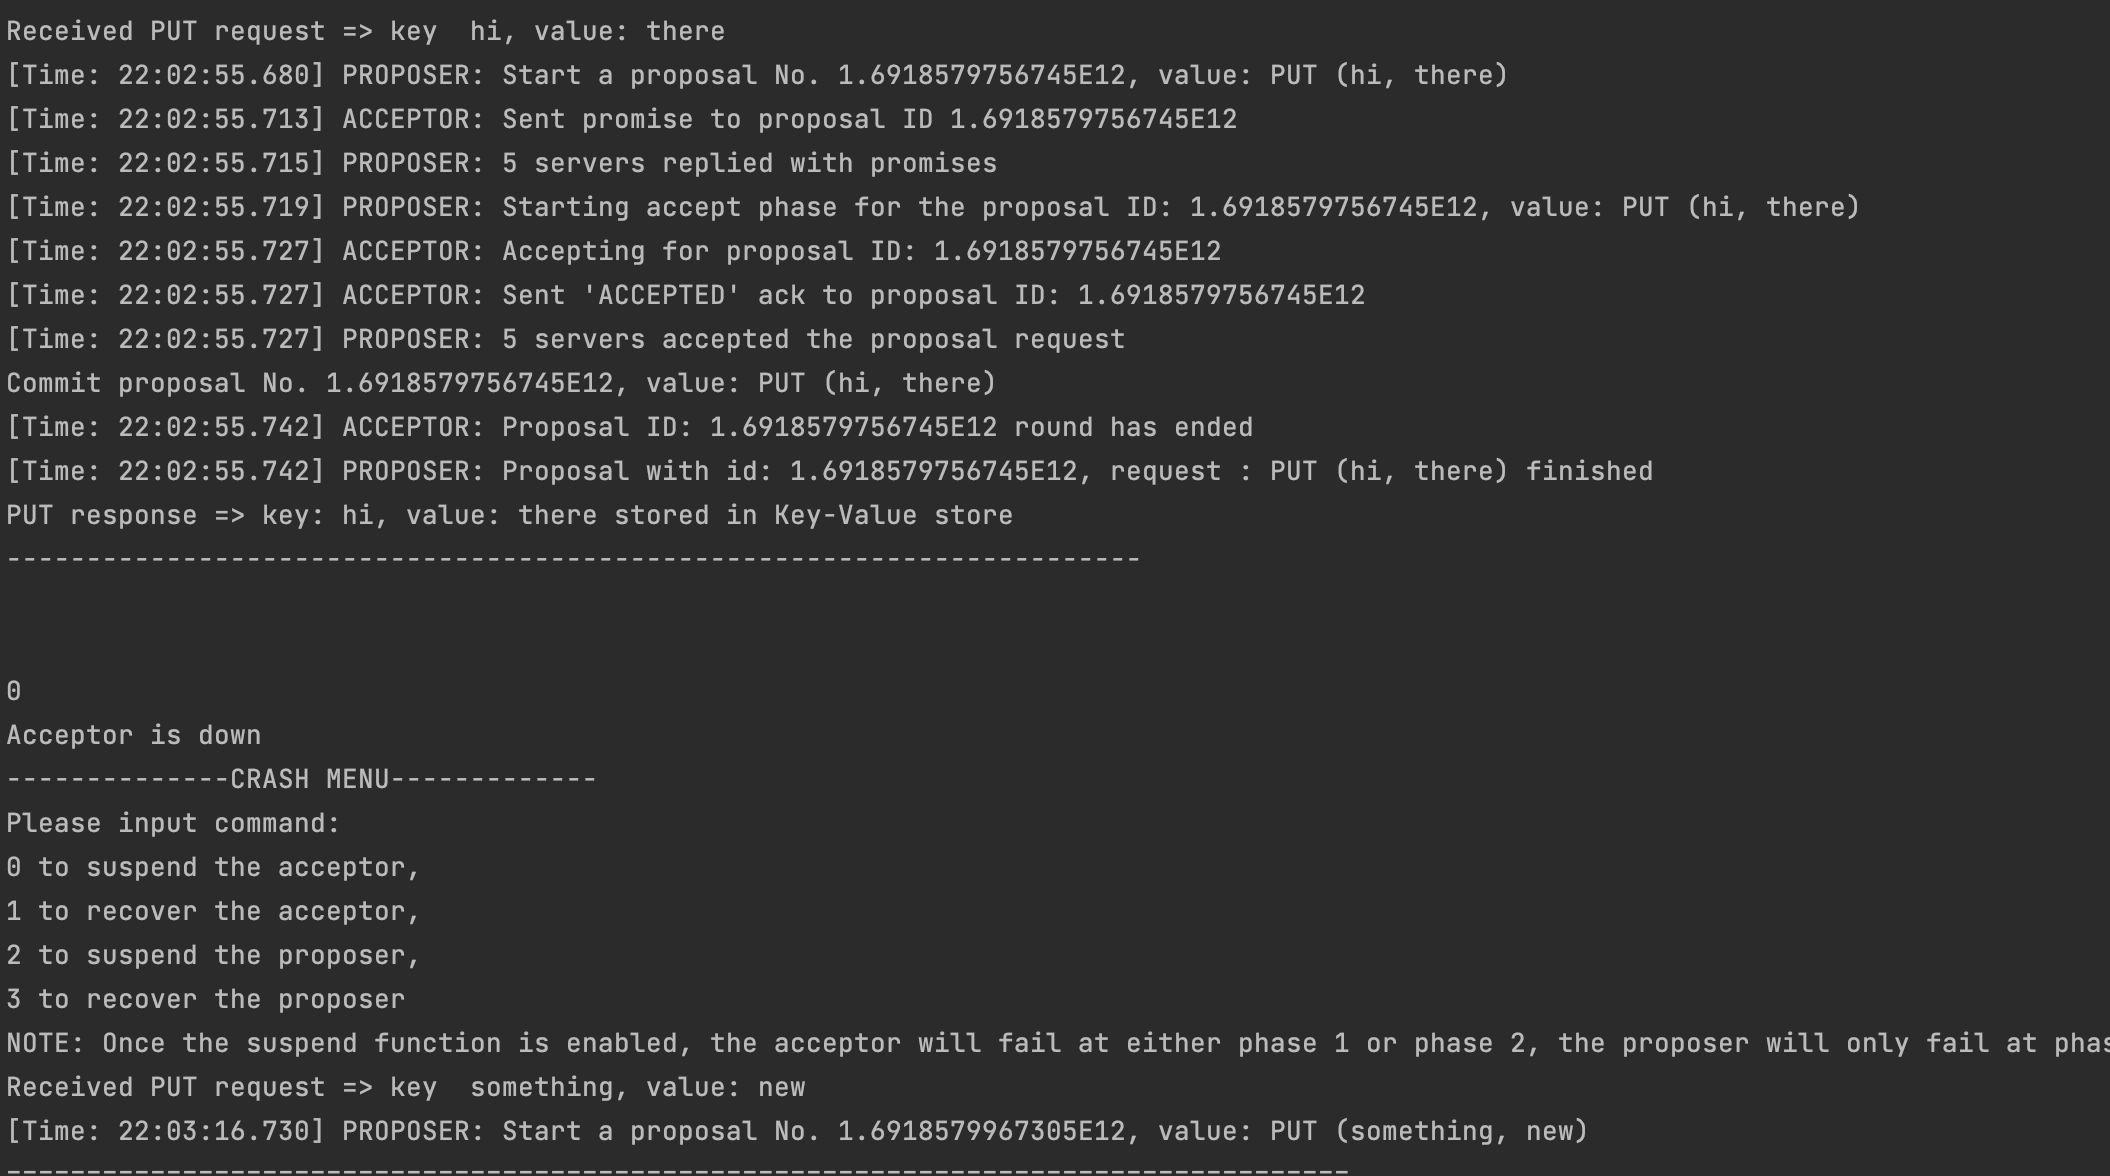 Received PUT request => key  hi, value: there
[Time: 22:02:55.680] PROPOSER: Start a proposal No. 1.6918579756745E12, value: PUT (hi, there)
[Time: 22:02:55.713] ACCEPTOR: Sent promise to proposal ID 1.6918579756745E12
[Time: 22:02:55.715] PROPOSER: 5 servers replied with promises
[Time: 22:02:55.719] PROPOSER: Starting accept phase for the proposal ID: 1.6918579756745E12, value: PUT (hi, there)
[Time: 22:02:55.727] ACCEPTOR: Accepting for proposal ID: 1.6918579756745E12
[Time: 22:02:55.727] ACCEPTOR: Sent 'ACCEPTED' ack to proposal ID: 1.6918579756745E12
[Time: 22:02:55.727] PROPOSER: 5 servers accepted the proposal request
Commit proposal No. 1.6918579756745E12, value: PUT (hi, there)
[Time: 22:02:55.742] ACCEPTOR: Proposal ID: 1.6918579756745E12 round has ended
[Time: 22:02:55.742] PROPOSER: Proposal with id: 1.6918579756745E12, request : PUT (hi, there) finished
PUT response => key: hi, value: there stored in Key-Value store
-----------------------------------------------------------------------
0
Acceptor is down
--------------CRASH MENU-------------
Please input command:
0 to suspend the acceptor,
1 to recover the acceptor,
2 to suspend the proposer,
3 to recover the proposer
NOTE: Once the suspend function is enabled, the acceptor will fail at either phase 1 or phase 2, the proposer will only fail at phas
Received PUT request => key  something, value: new
[Time: 22:03:16.730] PROPOSER: Start a proposal No. 1.6918579967305E12, value: PUT (something, new)
------------------------------------------------------------------------------------